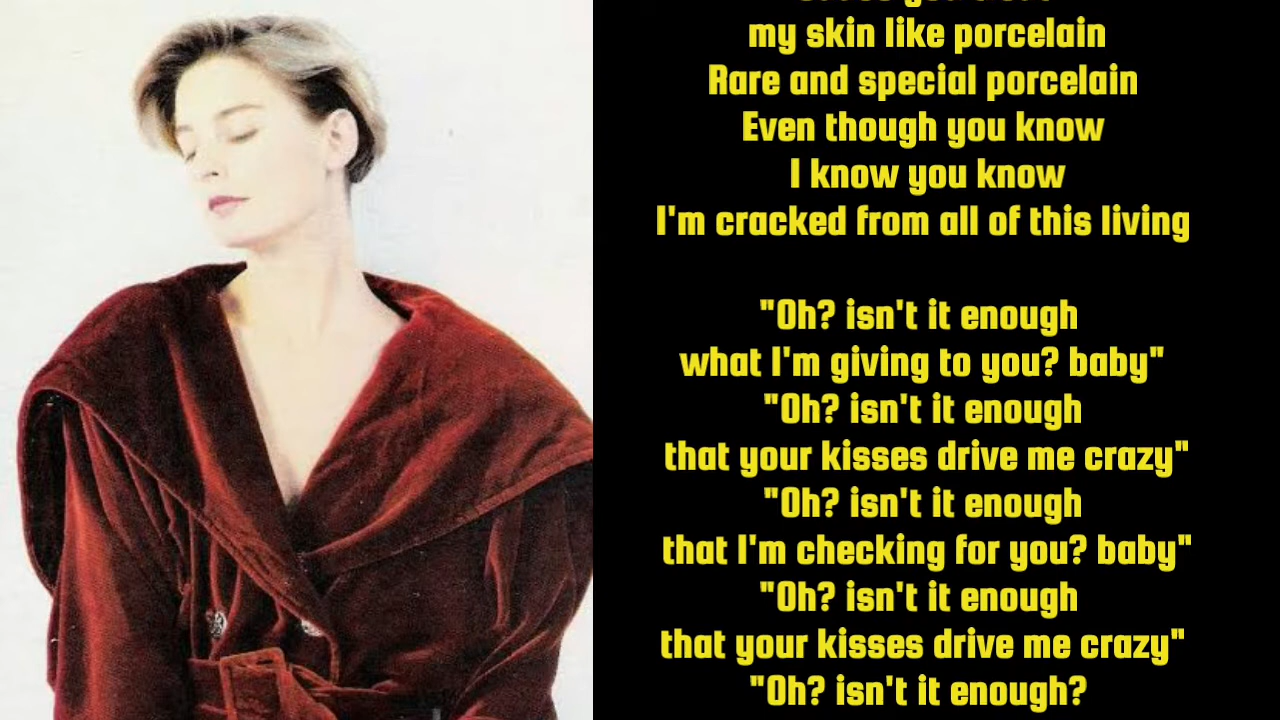 my skin like porcelain
Rare and special porcelain
Even though you know
I know you know
I'm cracked from all of this living
"Oh? isn't it enough
what I'm giving to you? baby"
"Oh? isn't it enough
that your kisses drive me crazy"
"Oh? isn't it enough
that I'm checking for you? baby"
"Oh? isn't it enough
that your kisses drive me crazy"
"Oh? isn't it enough?